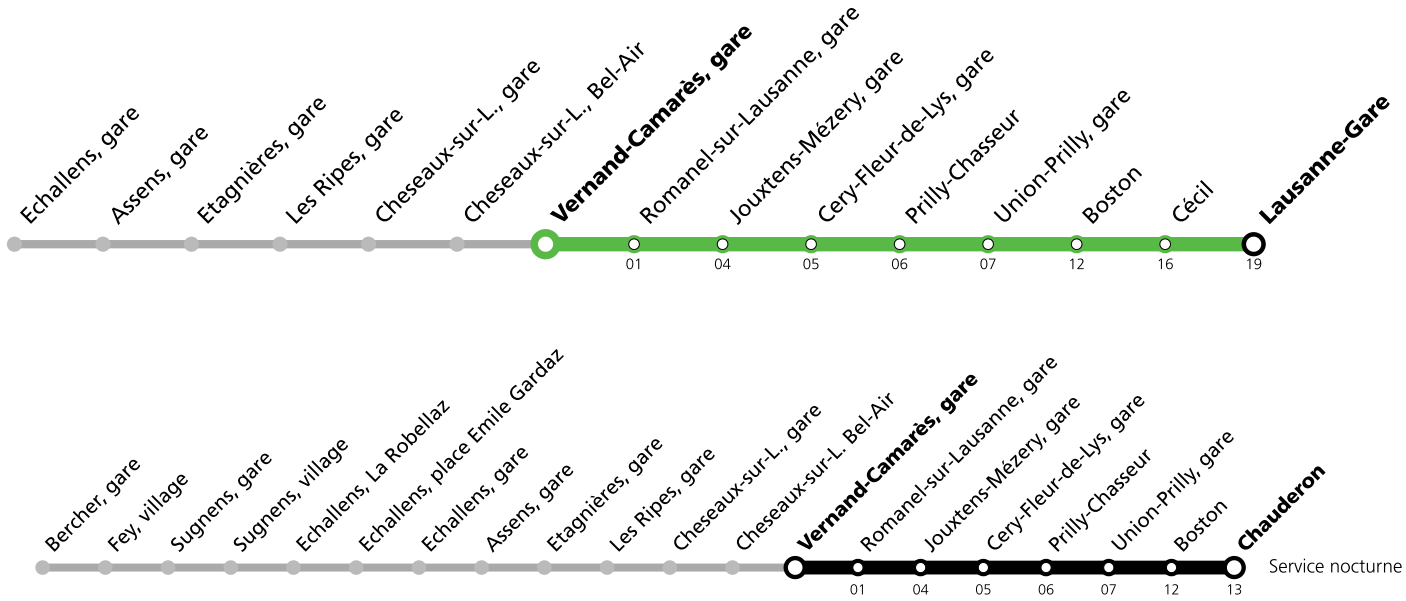 Echallens, gare
Assens, gare
Etagnières, gare
Les Ripes, gare
Cheseaux-sur-L., gare
Cheseaux-sur-L., Bel-Air
Vernand-Camarès, gare
Romanel-sur-Lausanne, gare
Jouxtens-Mézery, gare
Cery-Fleur-de-Lys, gare
Prilly-Chasseur
Union-Prilly, gare
Boston
Cécil
Lausanne-Gare
01 04 05 06 07 12 16 19
Bercher, gare
Fey, village
Sugnens, gare
Sugnens, village
Echallens, La Robellaz
Echallens, place Emile Gardaz
Echallens, gare
Assens, gare
Etagnières, gare
Les Ripes, gare
Cheseaux-sur-L., gare
Cheseaux-sur-L. Bel-Air
Vernand-Camarès, gare
Romanel-sur-Lausanne, gare
Jouxtens-Mézery, gare
Cery-Fleur-de-Lys, gare
Prilly-Chasseur
Union-Prilly, gare
Boston
Chauderon
Service nocturne
01 04 05 06 07 12 13